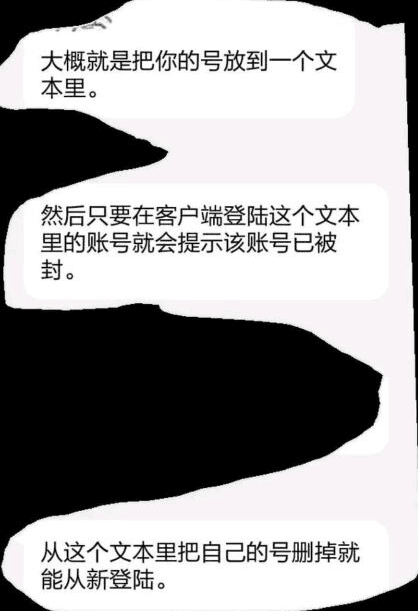 大概就是把你的号放到一个文
本里。
然后只要在客户端登陆这个文本
里的账号就会提示该账号已被
封。
从这个文本里把自己的号删掉就
能从新登陆。